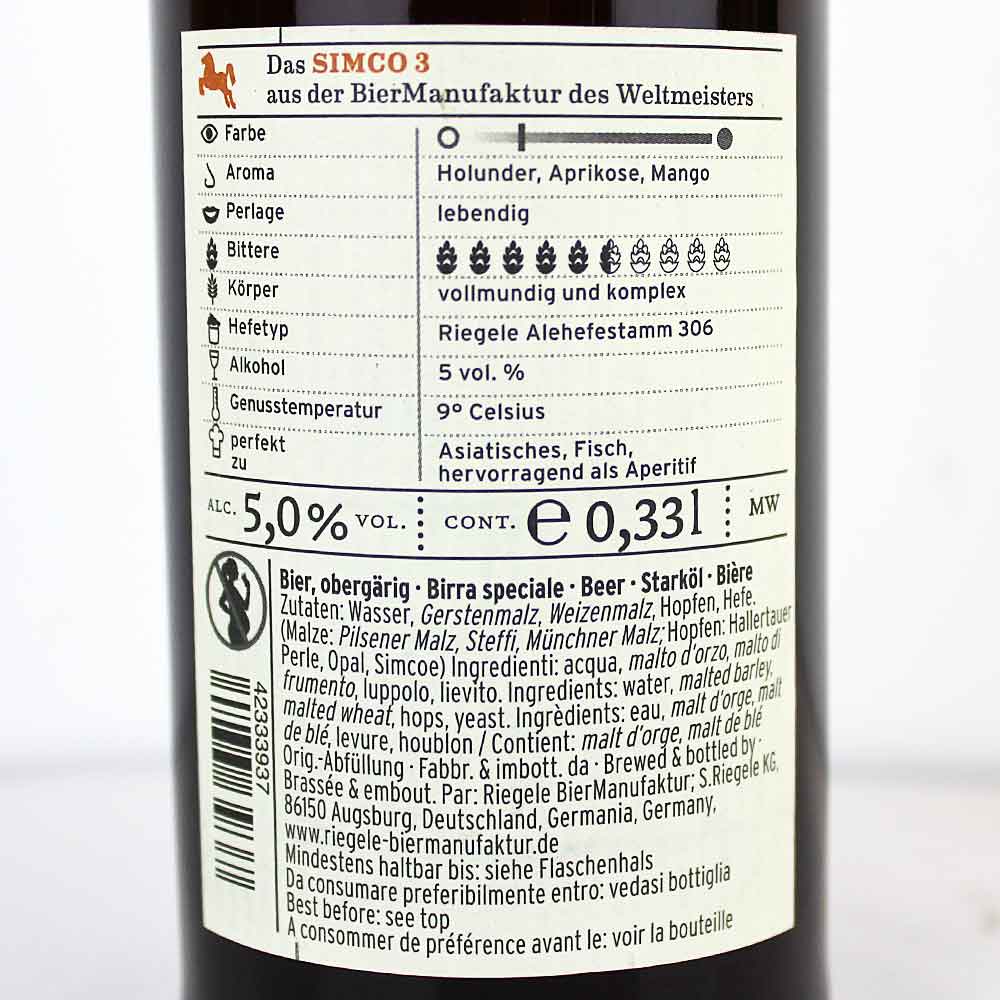 Das SIMCO 3
aus der BierManufaktur des Weltmeisters
Farbe
Aroma Holunder, Aprikose, Mango
Perlage lebendig
Bittere
Körper vollmundig und komplex
Hefetyp Riegele Alehefestamm 306
Alkohol 5 vol. %
Genusstemperatur 9° Celsius
perfekt Asiatisches, Fisch,
zu hervorragend als Aperitif
ALC. 5,0% VOL. CONT. e 0,33l MW
Bier, obergärig · Birra speciale · Beer · Starköl · Bière
Zutaten: Wasser, Gerstenmalz, Weizenmalz, Hopfen, Hefe.
(Malze: Pilsener Malz, Steffi, Münchner Malz; Hopfen: Hallertauer
Perle, Opal, Simcoe) Ingredienti: acqua, malto d'orzo, malto di
frumento, luppolo, lievito. Ingredients: water, malted barley,
malted wheat, hops, yeast. Ingrèdients: eau, malt d'orge, malt
de blé, levure, houblon / Contient: malt d'orge, malt de blé
Orig.-Abfüllung · Fabbr. & imbott. da · Brewed & bottled by ·
Brassée & embout. Par: Riegele BierManufaktur; S.Riegele KG,
86150 Augsburg, Deutschland, Germania, Germany,
www.riegele-biermanufaktur.de
Mindestens haltbar bis: siehe Flaschenhals
Da consumare preferibilmente entro: vedasi bottiglia
Best before: see top
A consommer de préférence avant le: voir la bouteille
42333937